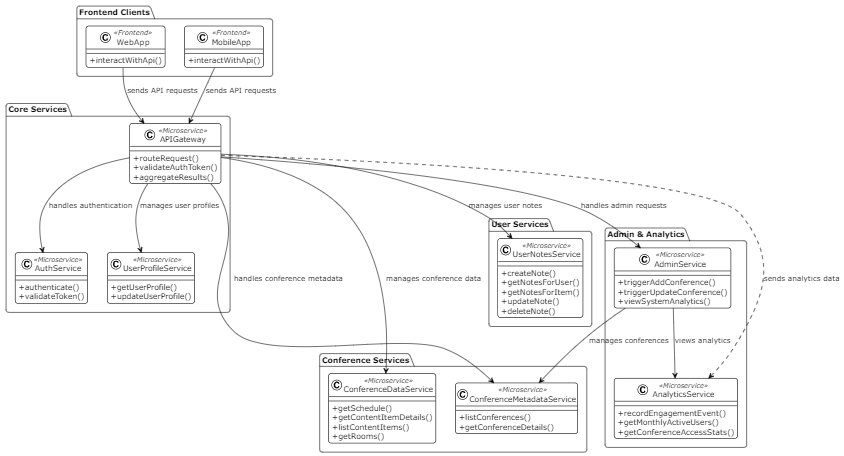 Frontend Clients
C «Frontend»
WebApp
+interactWithApi()
C «Frontend»
MobileApp
+interactWithApi()
sends API requests
sends API requests
Core Services
C «Microservice»
APIGateway
+routeRequest()
+validateAuthToken()
+aggregateResults()
handles authentication
manages user profiles
manages user notes
handles admin requests
C «Microservice»
AuthService
+authenticate()
+validateToken()
C «Microservice»
UserProfileService
+getUserProfile()
+updateUserProfile()
handles conference metadata
manages conference data
User Services
C «Microservice»
UserNotesService
+createNote()
+getNotesForUser()
+getNotesForItem()
+updateNote()
+deleteNote()
Admin & Analytics
C «Microservice»
AdminService
+triggerAddConference()
+triggerUpdateConference()
+viewSystemAnalytics()
sends analytics data
manages conferences
views analytics
Conference Services
C «Microservice»
ConferenceDataService
+getSchedule()
+getContentItemDetails()
+listContentItems()
+getRooms()
C «Microservice»
ConferenceMetadataService
+listConferences()
+getConferenceDetails()
C «Microservice»
AnalyticsService
+recordEngagementEvent()
+getMonthlyActiveUsers()
+getConferenceAccessStats()